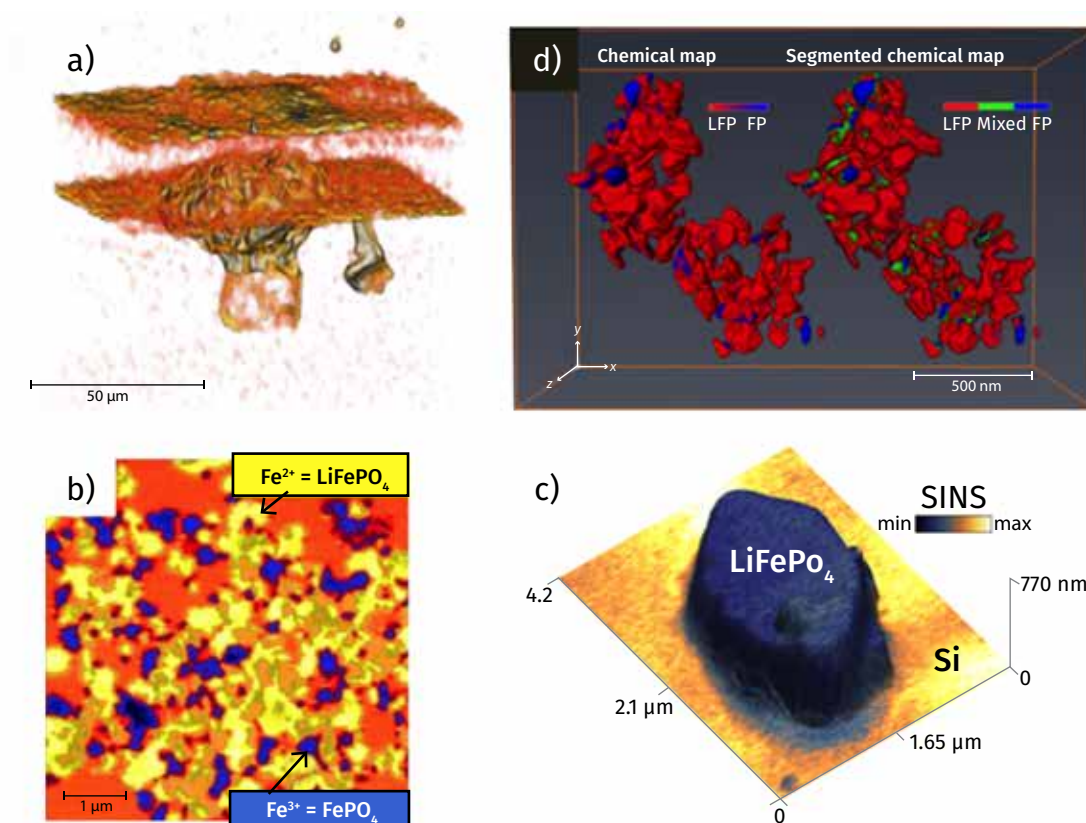 a)
50 µm
d)
Chemical map
Segmented chemical map
LFP FP
LFP Mixed FP
y
x
z
500 nm
b)
Fe²⁺ = LiFePO₄
1 µm
Fe³⁺ = FePO₄
c)
SINS
min max
LiFePo₄
Si
770 nm
0
4.2
2.1 µm
1.65 µm
0